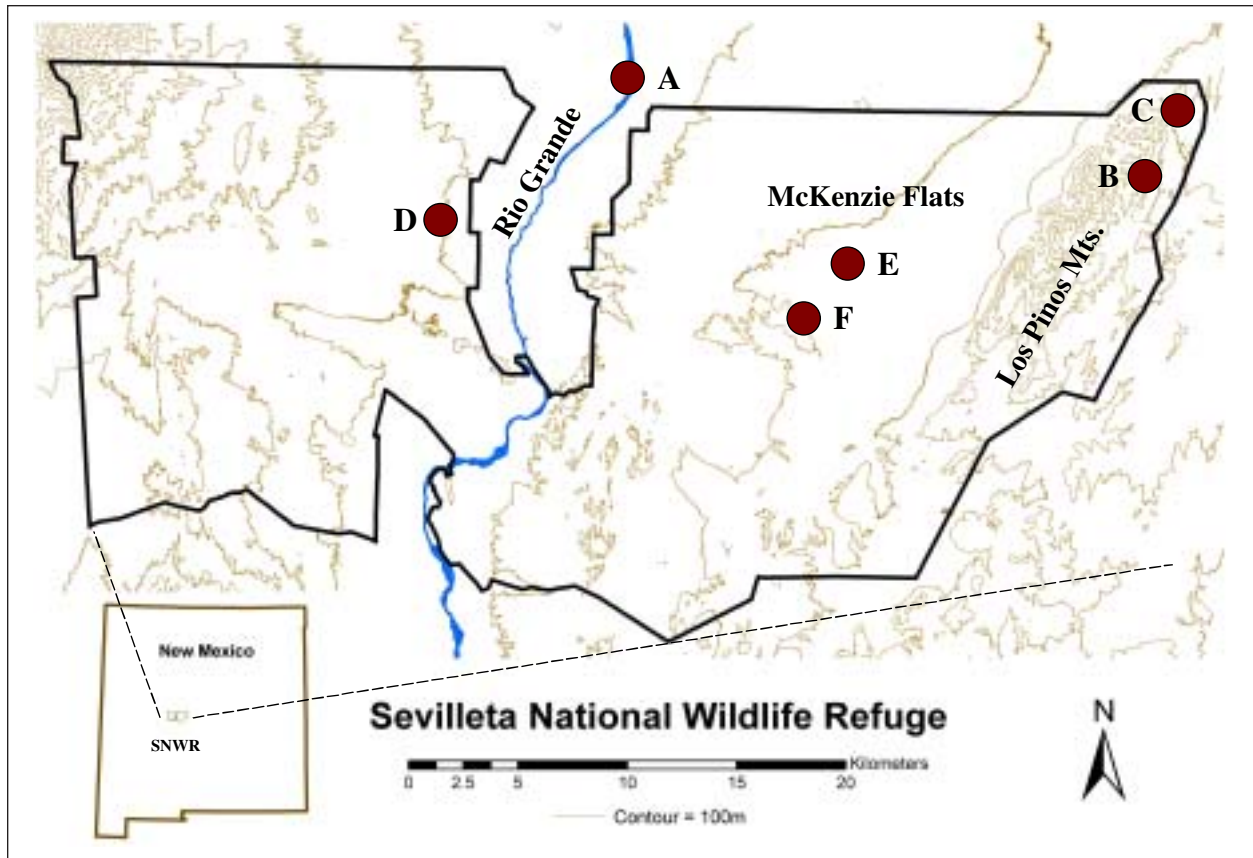 A
Rio Grande
C
B
McKenzie Flats
D
E
F
Los Pinos Mts.
New Mexico
SNWR
Sevilleta National Wildlife Refuge
N
Kilometers
0 2.5 5 10 15 20
Contour = 100m